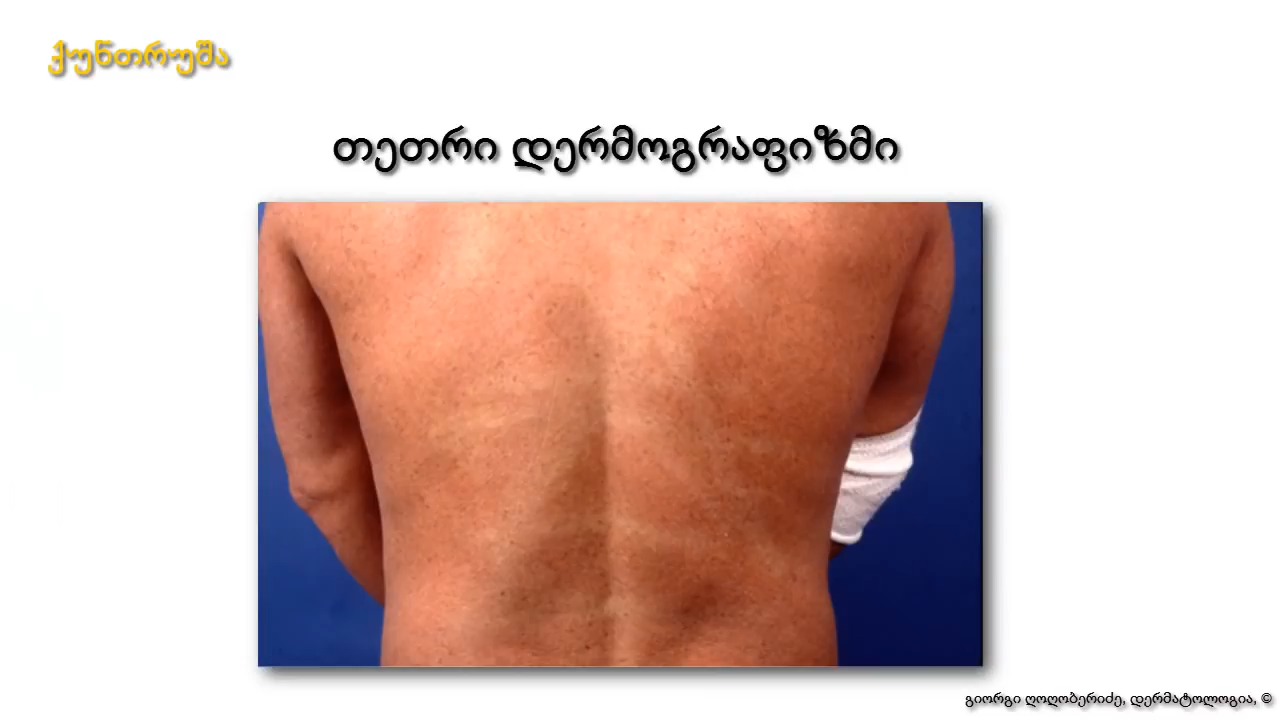 ქუნთრუშა
თეთრი დერმოგრაფიზმი
გიორგი ღოღობერიძე, დერმატოლოგია, ©